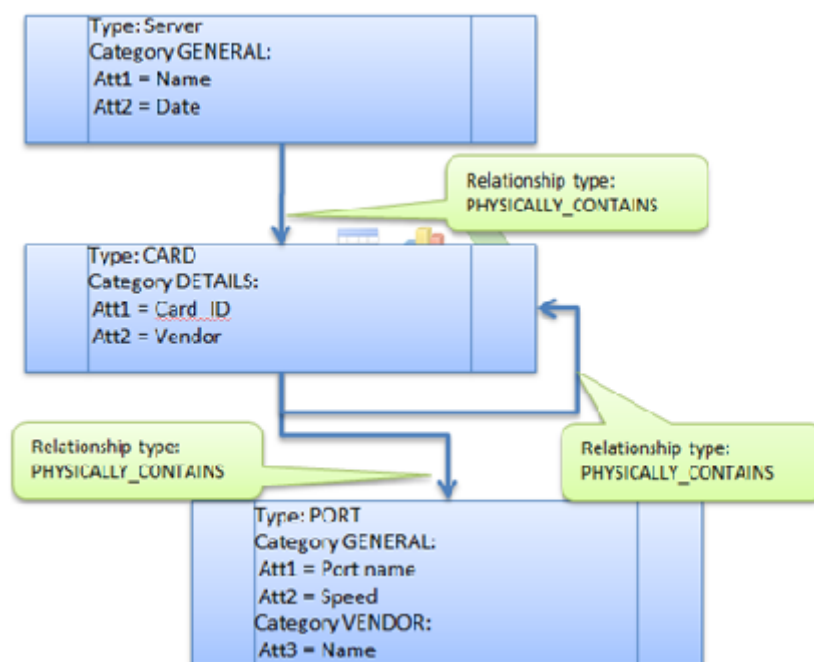 Type: Server
Category GENERAL:
Att1 = Name
Att2 = Date
Relationship type:
PHYSICALLY_CONTAINS
Type: CARD
Category DETAILS:
Att1 = Card_ID
Att2 = Vendor
Relationship type:
PHYSICALLY_CONTAINS
Relationship type:
PHYSICALLY_CONTAINS
Type: PORT
Category GENERAL:
Att1 = Port name
Att2 = Speed
Category VENDOR:
Att3 = Name